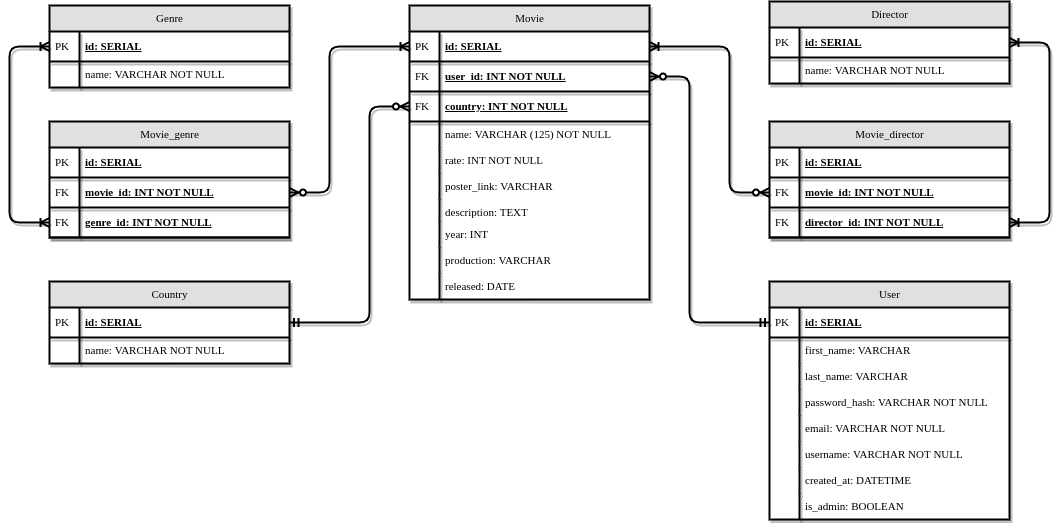 Genre
PK id: SERIAL
name: VARCHAR NOT NULL
Movie_genre
PK id: SERIAL
FK movie_id: INT NOT NULL
FK genre_id: INT NOT NULL
Country
PK id: SERIAL
name: VARCHAR NOT NULL
Movie
PK id: SERIAL
FK user_id: INT NOT NULL
FK country: INT NOT NULL
name: VARCHAR (125) NOT NULL
rate: INT NOT NULL
poster_link: VARCHAR
description: TEXT
year: INT
production: VARCHAR
released: DATE
Director
PK id: SERIAL
name: VARCHAR NOT NULL
Movie_director
PK id: SERIAL
FK movie_id: INT NOT NULL
FK director_id: INT NOT NULL
User
PK id: SERIAL
first_name: VARCHAR
last_name: VARCHAR
password_hash: VARCHAR NOT NULL
email: VARCHAR NOT NULL
username: VARCHAR NOT NULL
created_at: DATETIME
is_admin: BOOLEAN